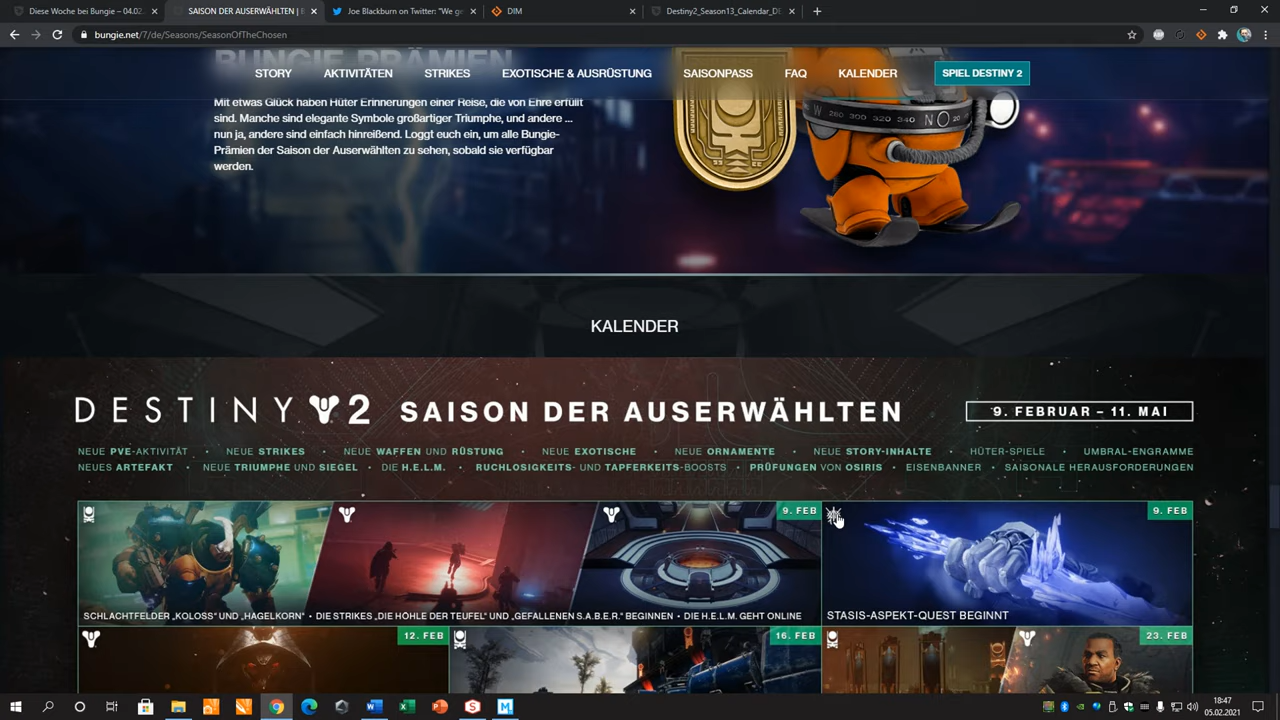 Diese Woche bei Bungie – 04.02.
SAISON DER AUSERWÄHLTEN | B
Joe Blackburn on Twitter: "We ge
DIM
Destiny2_Season13_Calendar_DE
bungie.net/7/de/Seasons/SeasonOfTheChosen
BUNGIE PRÄMIEN
STORY
AKTIVITÄTEN
STRIKES
EXOTISCHE & AUSRÜSTUNG
SAISONPASS
FAQ
KALENDER
SPIEL DESTINY 2
Mit etwas Glück haben Hüter Erinnerungen einer Reise, die von Ehre erfüllt
sind. Manche sind elegante Symbole großartiger Triumphe, und andere ...
nun ja, andere sind einfach hinreißend. Loggt euch ein, um alle Bungie-
Prämien der Saison der Auserwählten zu sehen, sobald sie verfügbar
werden.
W 280 300 320 340 N 20
KALENDER
DESTINY 2 SAISON DER AUSERWÄHLTEN
9. FEBRUAR – 11. MAI
NEUE PVE-AKTIVITÄT • NEUE STRIKES • NEUE WAFFEN UND RÜSTUNG • NEUE EXOTISCHE • NEUE ORNAMENTE • NEUE STORY-INHALTE • HÜTER-SPIELE • UMBRAL-ENGRAMME
NEUES ARTEFAKT • NEUE TRIUMPHE UND SIEGEL • DIE H.E.L.M. • RUCHLOSIGKEITS- UND TAPFERKEITS-BOOSTS • PRÜFUNGEN VON OSIRIS • EISENBANNER • SAISONALE HERAUSFORDERUNGEN
9. FEB
9. FEB
SCHLACHTFELDER „KOLOSS" UND „HAGELKORN" • DIE STRIKES „DIE HÖHLE DER TEUFEL" UND „GEFALLENEN S.A.B.E.R." BEGINNEN • DIE H.E.L.M. GEHT ONLINE
STASIS-ASPEKT-QUEST BEGINNT
12. FEB
16. FEB
23. FEB
18:47
05.02.2021